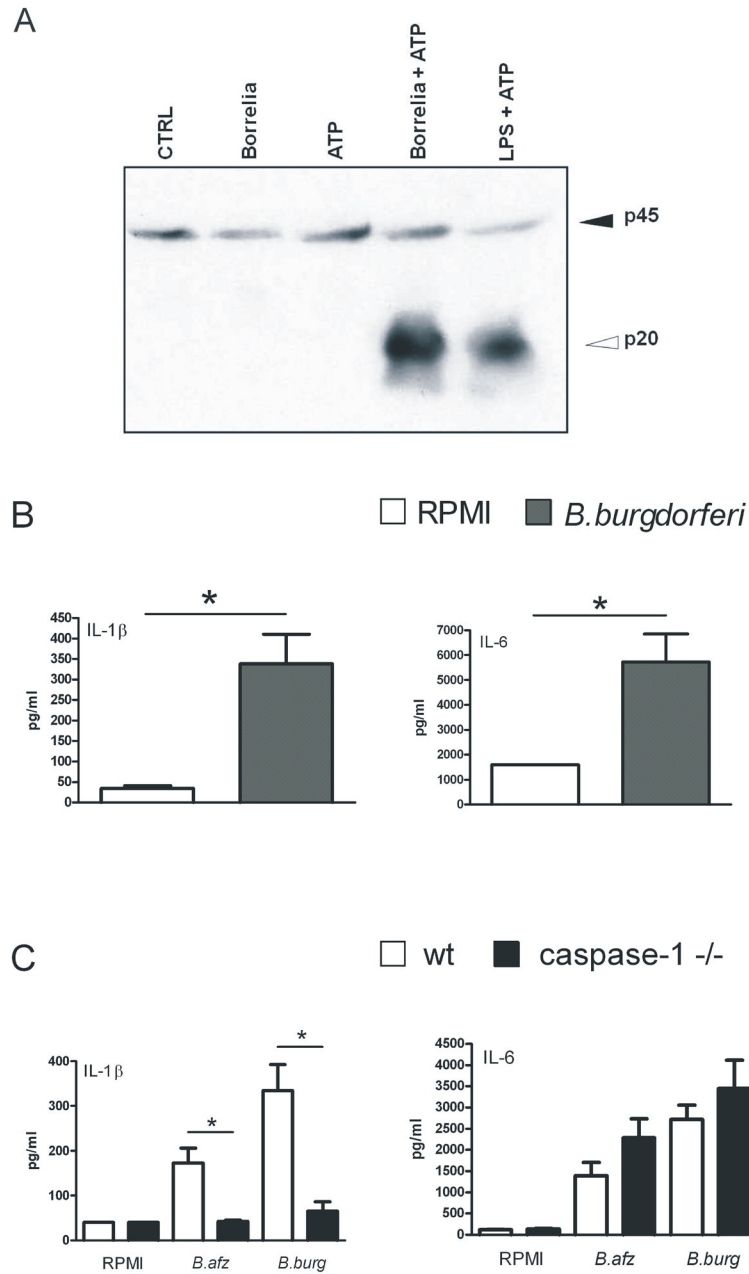 A
CTRL
Borrelia
ATP
Borrelia + ATP
LPS + ATP
p45
p20
B
RPMI B.burgdorferi
*
IL-1β
pg/ml
450
400
350
300
250
200
150
100
50
0
*
IL-6
pg/ml
7000
6000
5000
4000
3000
2000
1000
0
C
wt caspase-1 -/-
IL-1β
pg/ml
400
300
200
100
0
*
*
RPMI B.afz B.burg
IL-6
pg/ml
4500
4000
3500
3000
2500
2000
1500
1000
500
0
RPMI B.afz B.burg